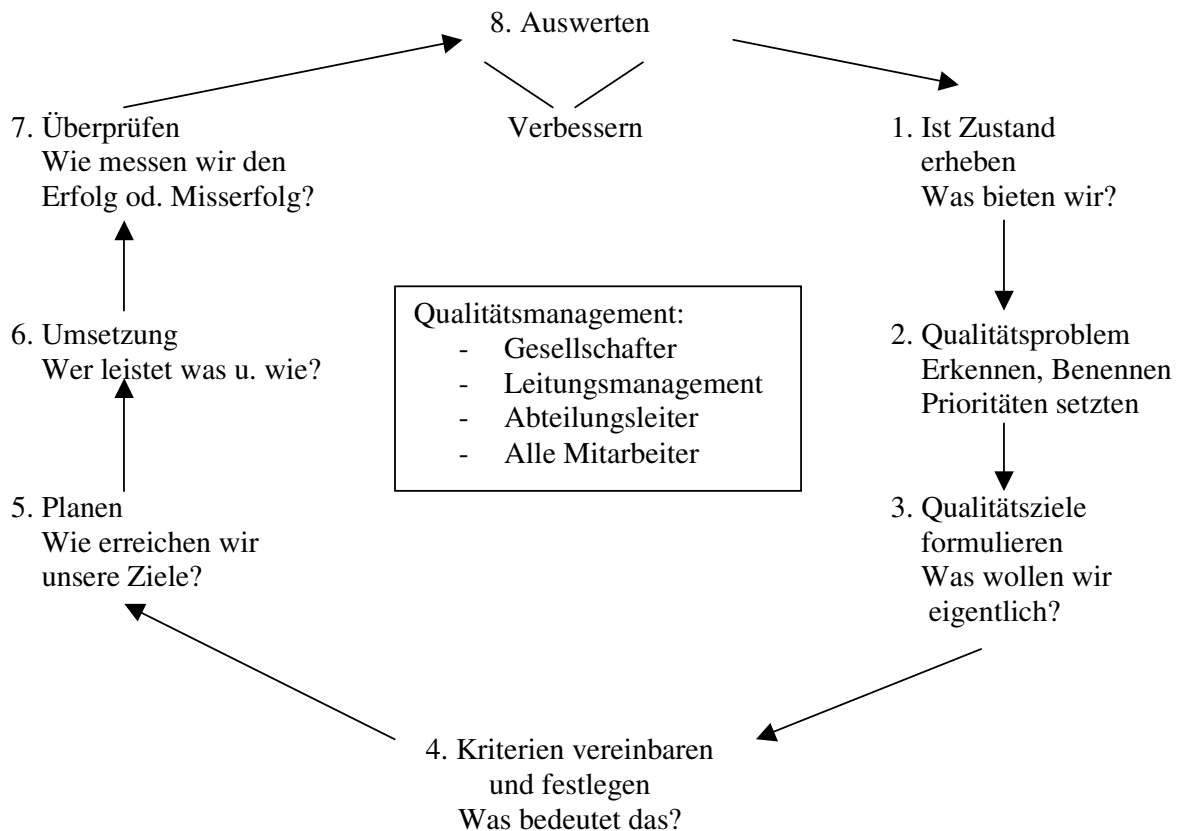 8. Auswerten
Verbessern
1. Ist Zustand
erheben
Was bieten wir?
2. Qualitätsproblem
Erkennen, Benennen
Prioritäten setzten
3. Qualitätsziele
formulieren
Was wollen wir
eigentlich?
4. Kriterien vereinbaren
und festlegen
Was bedeutet das?
5. Planen
Wie erreichen wir
unsere Ziele?
6. Umsetzung
Wer leistet was u. wie?
7. Überprüfen
Wie messen wir den
Erfolg od. Misserfolg?
Qualitätsmanagement:
- Gesellschafter
- Leitungsmanagement
- Abteilungsleiter
- Alle Mitarbeiter